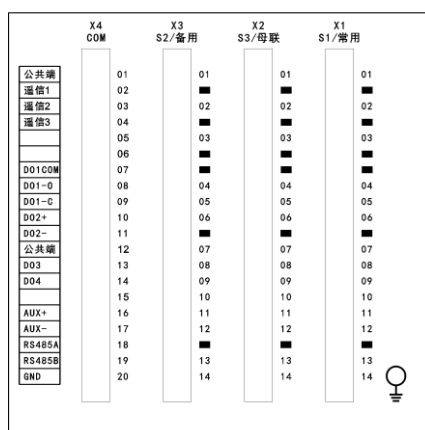 X4 X3 X2 X1
COM S2/备用 S3/母联 S1/常用
公共端 01 01 01 01
遥信1 02
遥信2 03 02 02 02
遥信3 04
05 03 03 03
06
DO1COM 07
DO1-O 08 04 04 04
DO1-C 09 05 05 05
DO2+ 10 06 06 06
DO2- 11
公共端 12 07 07 07
DO3 13 08 08 08
DO4 14 09 09 09
15 10 10 10
AUX+ 16 11 11 11
AUX- 17 12 12 12
RS485A 18
RS485B 19 13 13 13
GND 20 14 14 14